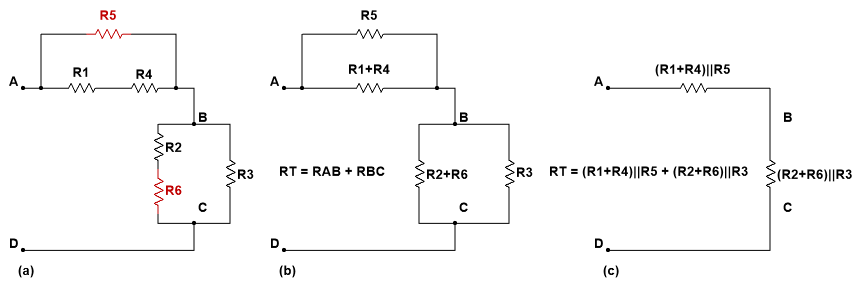 R5
R1
R4
A
B
R2
R6
R3
C
D
(a)
R5
R1+R4
A
B
R2+R6
R3
RT = RAB + RBC
C
D
(b)
(R1+R4)||R5
A
B
RT = (R1+R4)||R5 + (R2+R6)||R3
(R2+R6)||R3
C
D
(c)